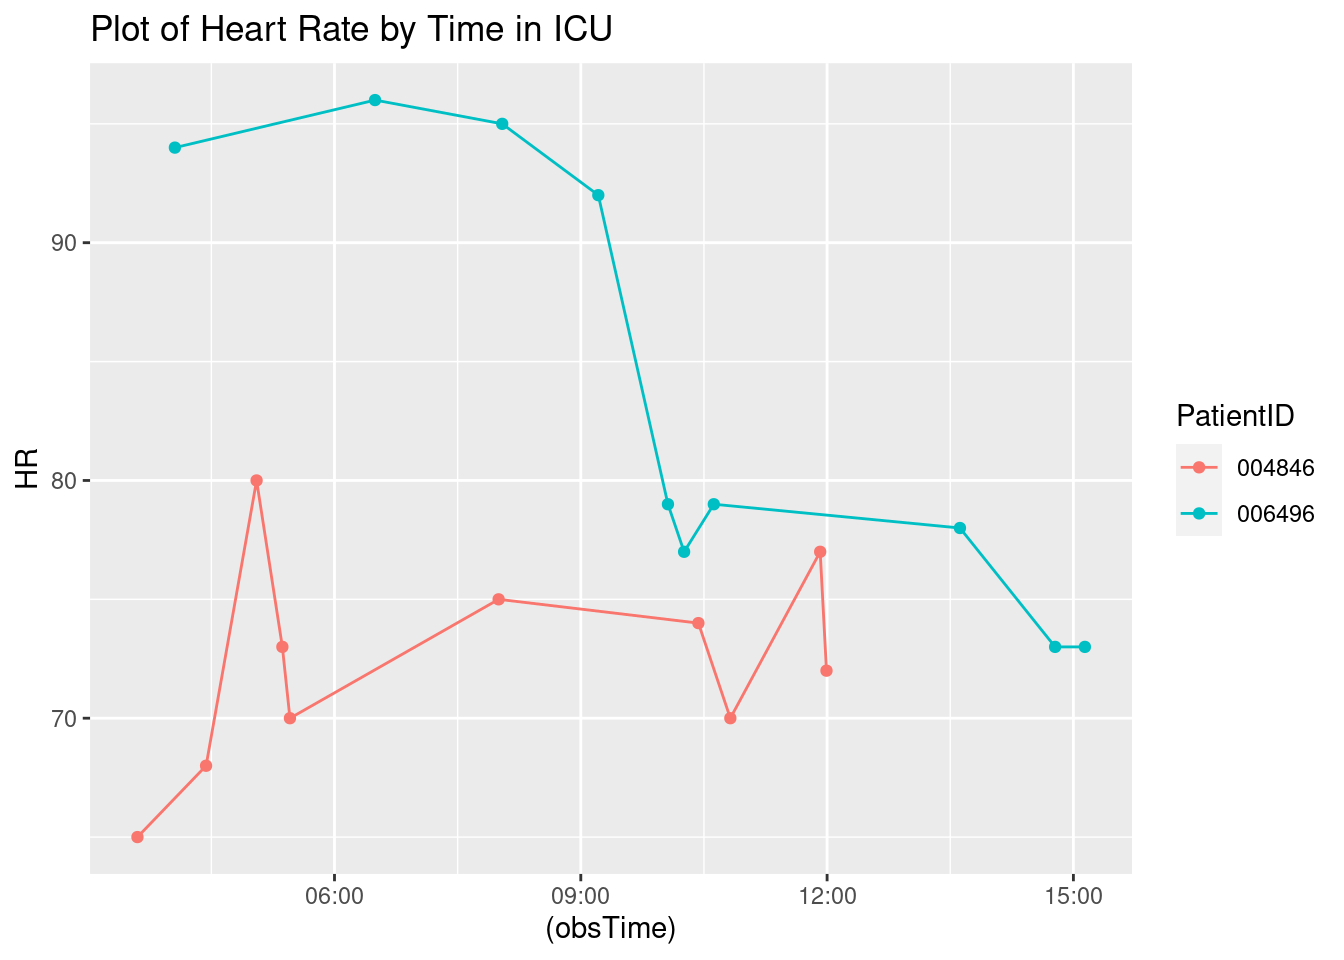 Plot of Heart Rate by Time in ICU
HR
90
80
70
06:00 09:00 12:00 15:00
(obsTime)
PatientID
004846
006496